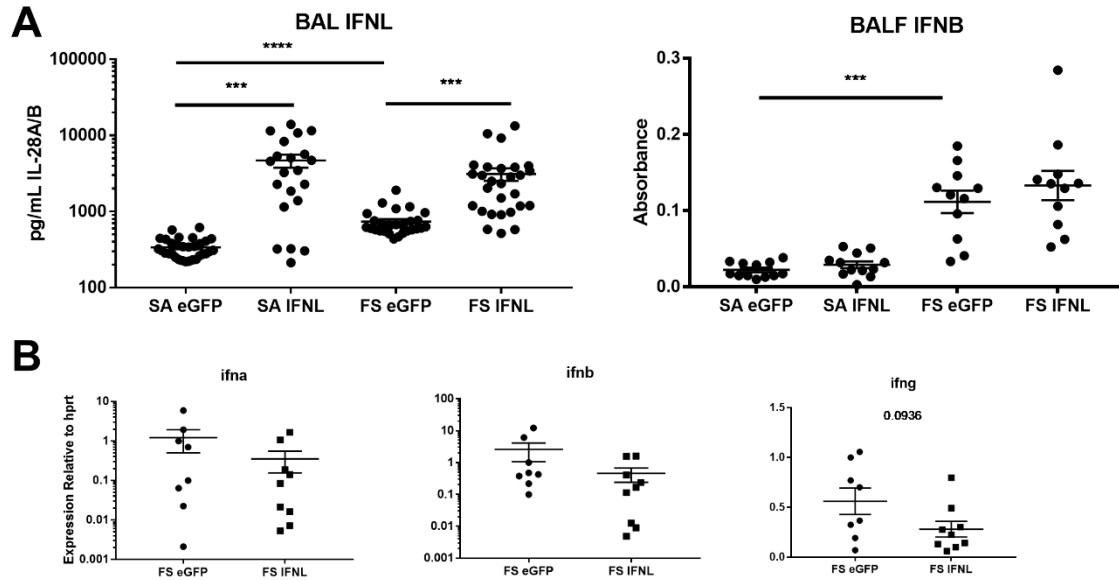 A
BAL IFNL
pg/mL IL-28A/B
100000
10000
1000
100
****
***
***
SA eGFP
SA IFNL
FS eGFP
FS IFNL
BALF IFNB
Absorbance
0.3
0.2
0.1
0.0
***
SA eGFP
SA IFNL
FS eGFP
FS IFNL
B
ifna
Expression Relative to hprt
10
1
0.1
0.01
0.001
FS eGFP
FS IFNL
ifnb
100
10
1
0.1
0.01
0.001
FS eGFP
FS IFNL
ifng
0.0936
1.5
1.0
0.5
0.0
FS eGFP
FS IFNL